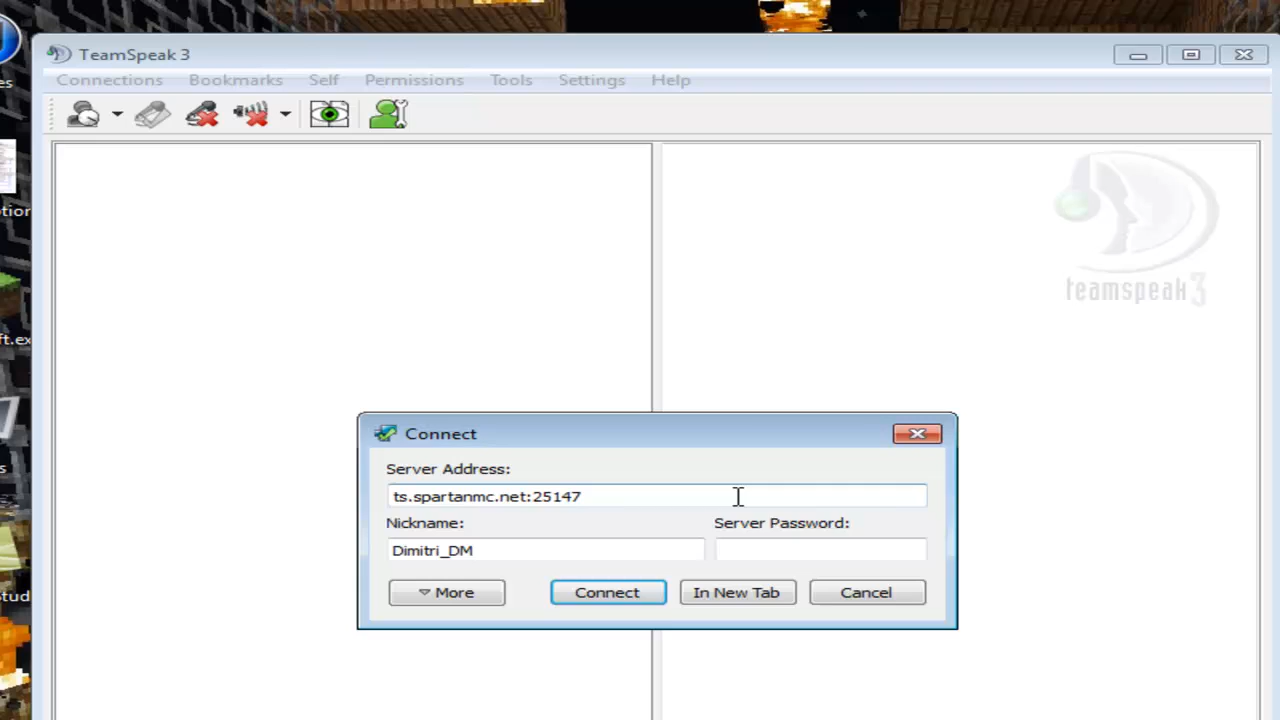 TeamSpeak 3
Connections Bookmarks Self Permissions Tools Settings Help
teamspeak 3
Connect
Server Address:
ts.spartanmc.net:25147
Nickname: Server Password:
Dimitri_DM
More Connect In New Tab Cancel